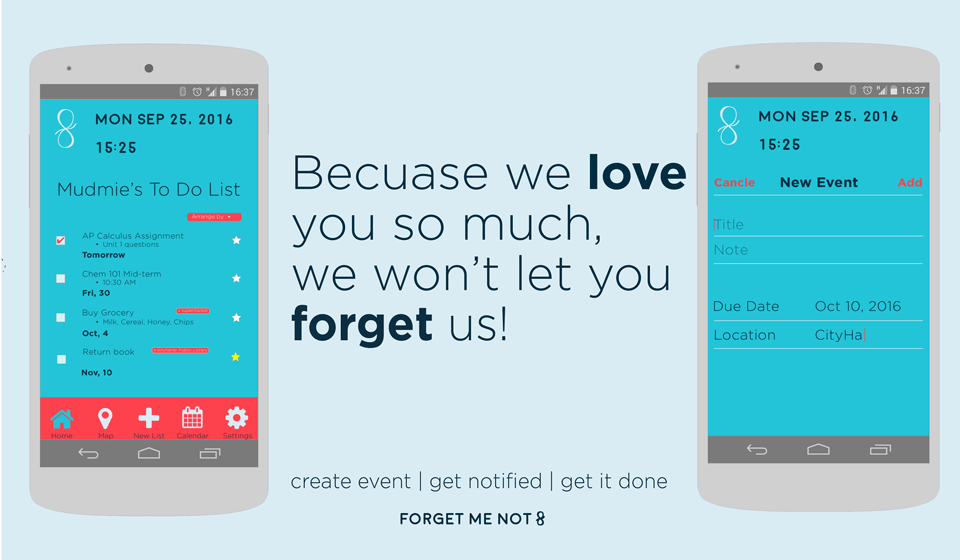 16:37
MON SEP 25. 2016
15:25
Mudmie's To Do List
Arrange by
AP Calculus Assignment
• Unit 1 questions
Tomorrow
Chem 101 Mid-term
• 10:30 AM
Fri, 30
Buy Grocery
• Milk, Cereal, Honey, Chips
Oct, 4
Return book
Nov, 10
Home Map New List Calendar Settings
Becuase we love
you so much,
we won't let you
forget us!
create event | get notified | get it done
FORGET ME NOT 8
16:37
MON SEP 25. 2016
15:25
Cancle New Event Add
Title
Note
Due Date Oct 10, 2016
Location CityHa